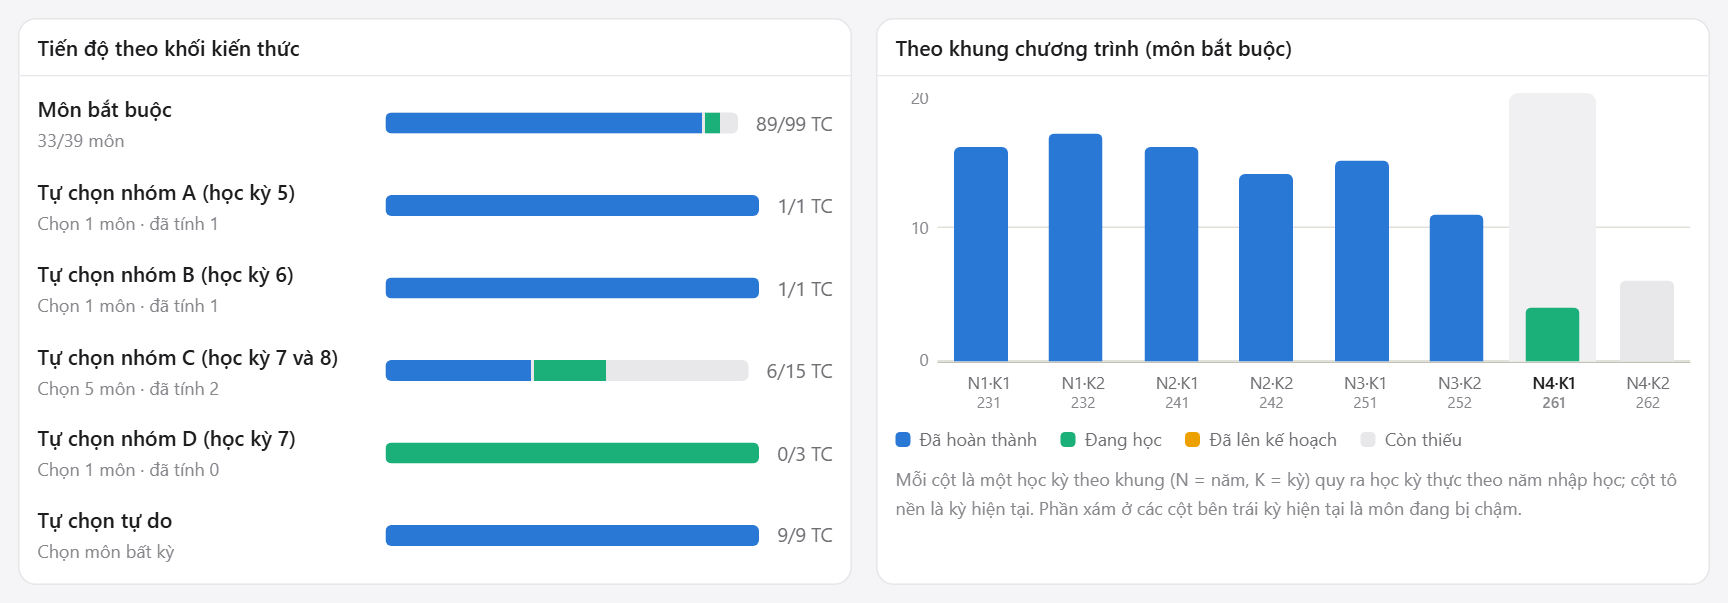 Tiến độ theo khối kiến thức
Môn bắt buộc
33/39 môn
89/99 TC
Tự chọn nhóm A (học kỳ 5)
Chọn 1 môn · đã tính 1
1/1 TC
Tự chọn nhóm B (học kỳ 6)
Chọn 1 môn · đã tính 1
1/1 TC
Tự chọn nhóm C (học kỳ 7 và 8)
Chọn 5 môn · đã tính 2
6/15 TC
Tự chọn nhóm D (học kỳ 7)
Chọn 1 môn · đã tính 0
0/3 TC
Tự chọn tự do
Chọn môn bất kỳ
9/9 TC
Theo khung chương trình (môn bắt buộc)
20
10
0
N1·K1 N1·K2 N2·K1 N2·K2 N3·K1 N3·K2 N4·K1 N4·K2
231 232 241 242 251 252 261 262
Đã hoàn thành Đang học Đã lên kế hoạch Còn thiếu
Mỗi cột là một học kỳ theo khung (N = năm, K = kỳ) quy ra học kỳ thực theo năm nhập học; cột tô
nền là kỳ hiện tại. Phần xám ở các cột bên trái kỳ hiện tại là môn đang bị chậm.